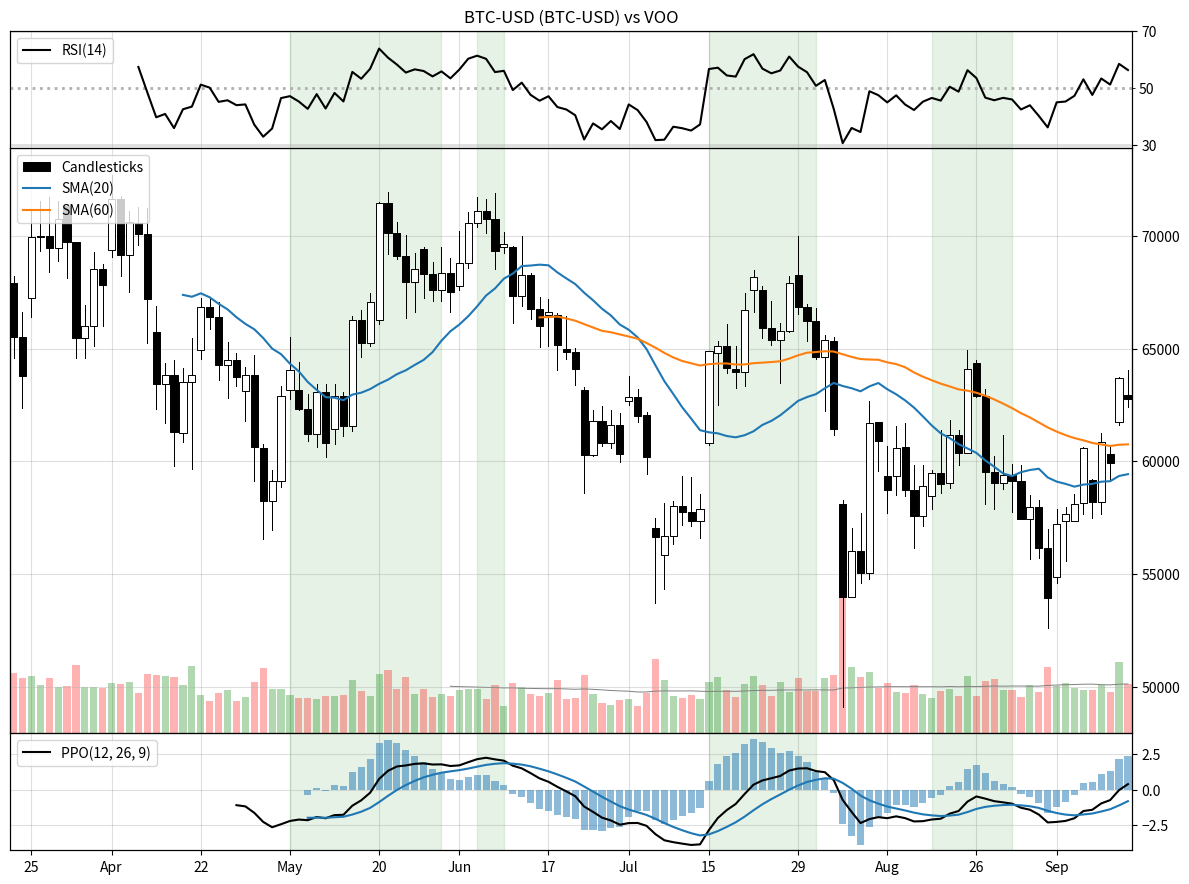 BTC-USD (BTC-USD) vs VOO
RSI(14)
70
50
30
Candlesticks
SMA(20)
SMA(60)
70000
65000
60000
55000
50000
PPO(12, 26, 9)
2.5
0.0
−2.5
25 Apr 22 May 20 Jun 17 Jul 15 29 Aug 26 Sep